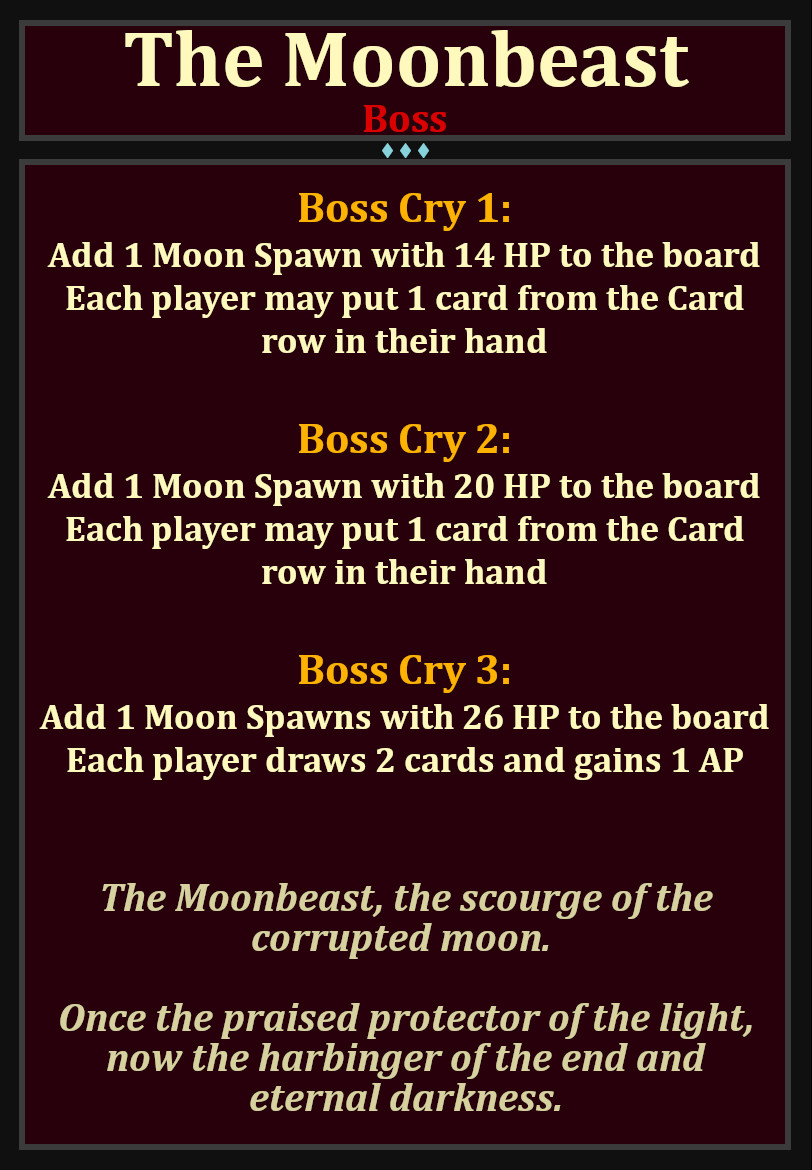 The Moonbeast
Boss
Boss Cry 1:
Add 1 Moon Spawn with 14 HP to the board
Each player may put 1 card from the Card
row in their hand
Boss Cry 2:
Add 1 Moon Spawn with 20 HP to the board
Each player may put 1 card from the Card
row in their hand
Boss Cry 3:
Add 1 Moon Spawns with 26 HP to the board
Each player draws 2 cards and gains 1 AP
The Moonbeast, the scourge of the
corrupted moon.
Once the praised protector of the light,
now the harbinger of the end and
eternal darkness.